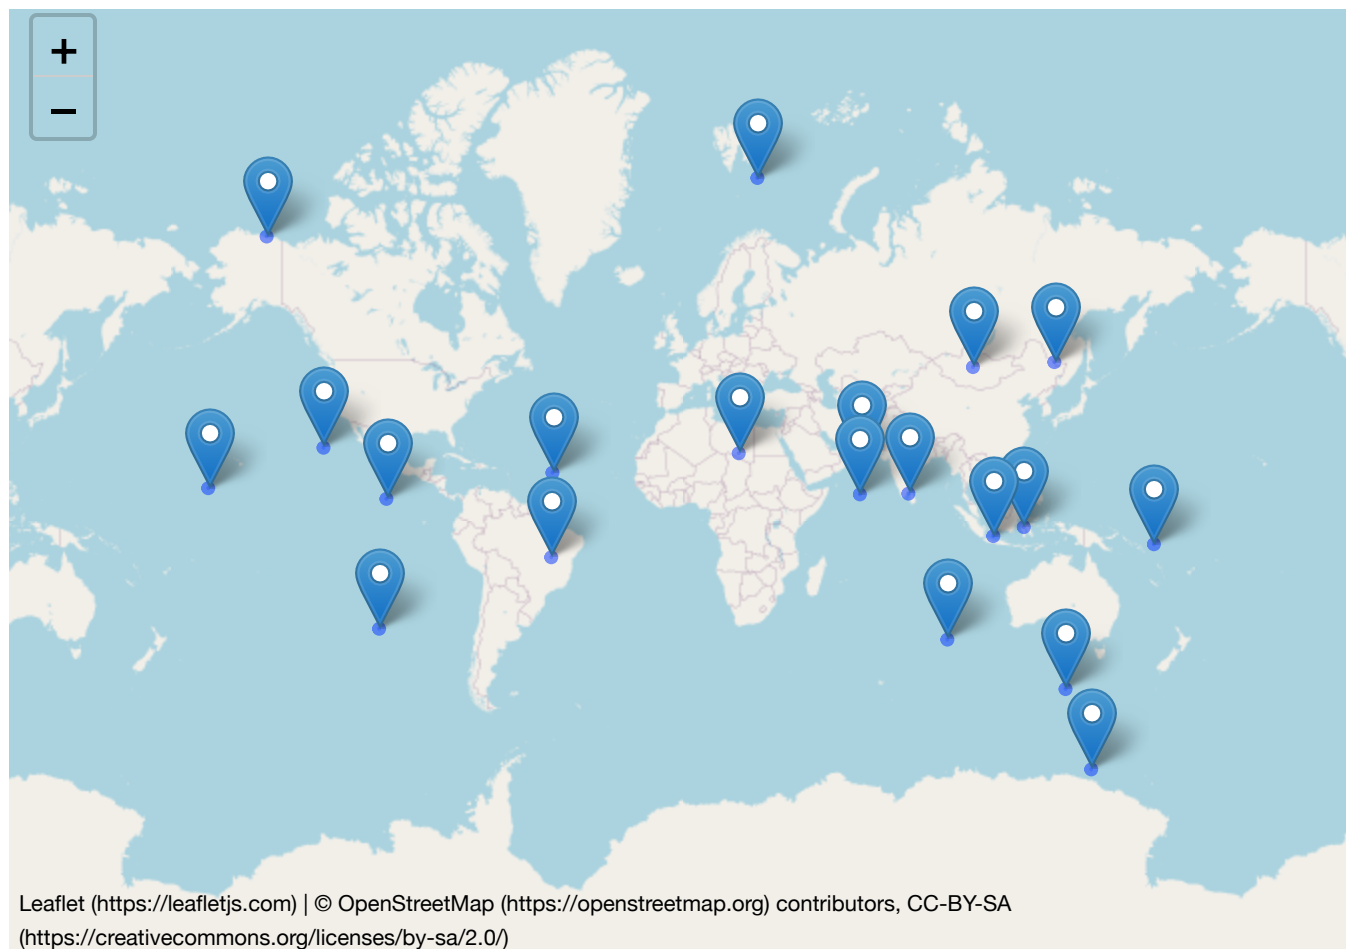 +
−
Leaflet (https://leafletjs.com) | © OpenStreetMap (https://openstreetmap.org) contributors, CC-BY-SA
(https://creativecommons.org/licenses/by-sa/2.0/)